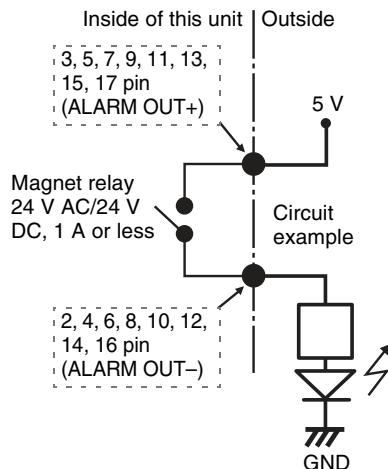 Inside of this unit
Outside
3, 5, 7, 9, 11, 13,
15, 17 pin
(ALARM OUT+)
5 V
Magnet relay
24 V AC/24 V
DC, 1 A or less
Circuit
example
2, 4, 6, 8, 10, 12,
14, 16 pin
(ALARM OUT–)
GND